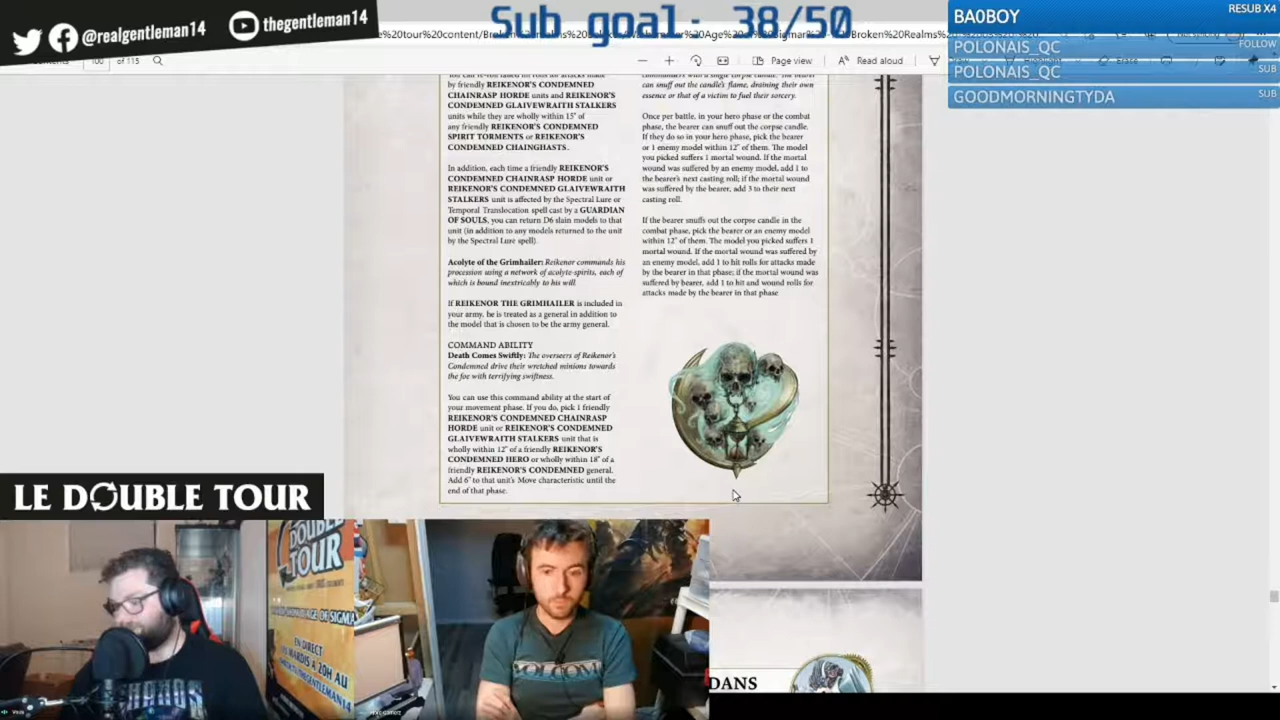 @realgentleman14
thegentleman14
Sub goal: 38/50
BA0BOY
RESUB X4
POLONAIS_QC
FOLLOW
POLONAIS_QC
SUB
GOODMORNINGTYDA
SUB
100 of 115
Page view
Read aloud
by friendly REIKENOR'S CONDEMNED
CHAINRASP HORDE units and REIKENOR'S
CONDEMNED GLAIVEWRAITH STALKERS
units while they are wholly within 15" of
any friendly REIKENOR'S CONDEMNED
SPIRIT TORMENTS or REIKENOR'S
CONDEMNED CHAINGHASTS.
In addition, each time a friendly REIKENOR'S
CONDEMNED CHAINRASP HORDE unit or
REIKENOR'S CONDEMNED GLAIVEWRAITH
STALKERS unit is affected by the Spectral Lure or
Temporal Translocation spell cast by a GUARDIAN
OF SOULS, you can return D6 slain models to that
unit (in addition to any models returned to the unit
by the Spectral Lure spell).
Acolyte of the Grimhailer: Reikenor commands his
procession using a network of acolyte-spirits, each of
which is bound inextricably to his will.
If REIKENOR THE GRIMHAILER is included in
your army, he is treated as a general in addition to
the model that is chosen to be the army general.
COMMAND ABILITY
Death Comes Swiftly: The overseers of Reikenor's
Condemned drive their wretched minions towards
the foe with terrifying swiftness.
You can use this command ability at the start of
your movement phase. If you do, pick 1 friendly
REIKENOR'S CONDEMNED CHAINRASP
HORDE unit or REIKENOR'S CONDEMNED
GLAIVEWRAITH STALKERS unit that is
wholly within 12" of a friendly REIKENOR'S
CONDEMNED HERO or wholly within 18" of a
friendly REIKENOR'S CONDEMNED general.
Add 6" to that unit's Move characteristic until the
end of that phase.
can snuff out the candle's flame, draining their own
essence or that of a victim to fuel their sorcery.
Once per battle, in your hero phase or the combat
phase, the bearer can snuff out the corpse candle.
If they do so in your hero phase, pick the bearer
or 1 enemy model within 12" of them. The model
you picked suffers 1 mortal wound. If the mortal
wound was suffered by an enemy model, add 1 to
the bearer's next casting roll; if the mortal wound
was suffered by the bearer, add 3 to their next
casting roll.
If the bearer snuffs out the corpse candle in the
combat phase, pick the bearer or an enemy model
within 12" of them. The model you picked suffers 1
mortal wound. If the mortal wound was suffered by
an enemy model, add 1 to hit rolls for attacks made
by the bearer in that phase; if the mortal wound was
suffered by bearer, add 1 to hit and wound rolls for
attacks made by the bearer in that phase
LE DOUBLE TOUR
DOUBLE
TOUR
EN DIRECT
MARDIS À 20H AU
VOLCOM
DANS